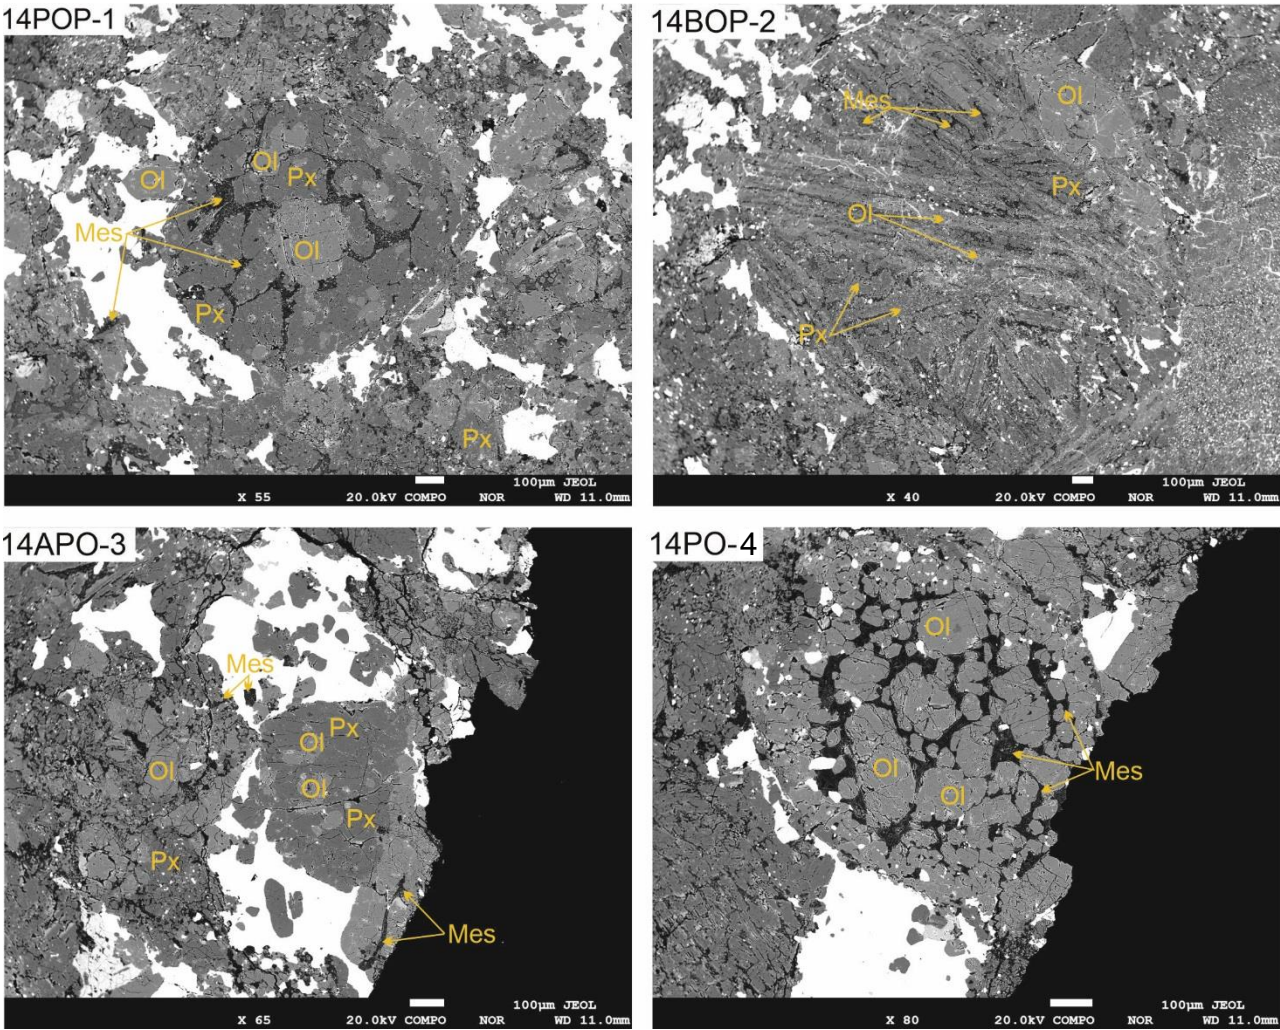 14POP-1
Ol
Px
Ol
Mes
Ol
Px
Px
100µm JEOL
X 55 20.0kV COMPO NOR WD 11.0mm
14BOP-2
Mes
Ol
Px
Ol
Px
100µm JEOL
X 40 20.0kV COMPO NOR WD 11.0mm
14APO-3
Mes
Px
Ol
Ol
Ol
Px
Px
Mes
100µm JEOL
X 65 20.0kV COMPO NOR WD 11.0mm
14PO-4
Ol
Mes
Ol
Ol
100µm JEOL
X 80 20.0kV COMPO NOR WD 11.0mm